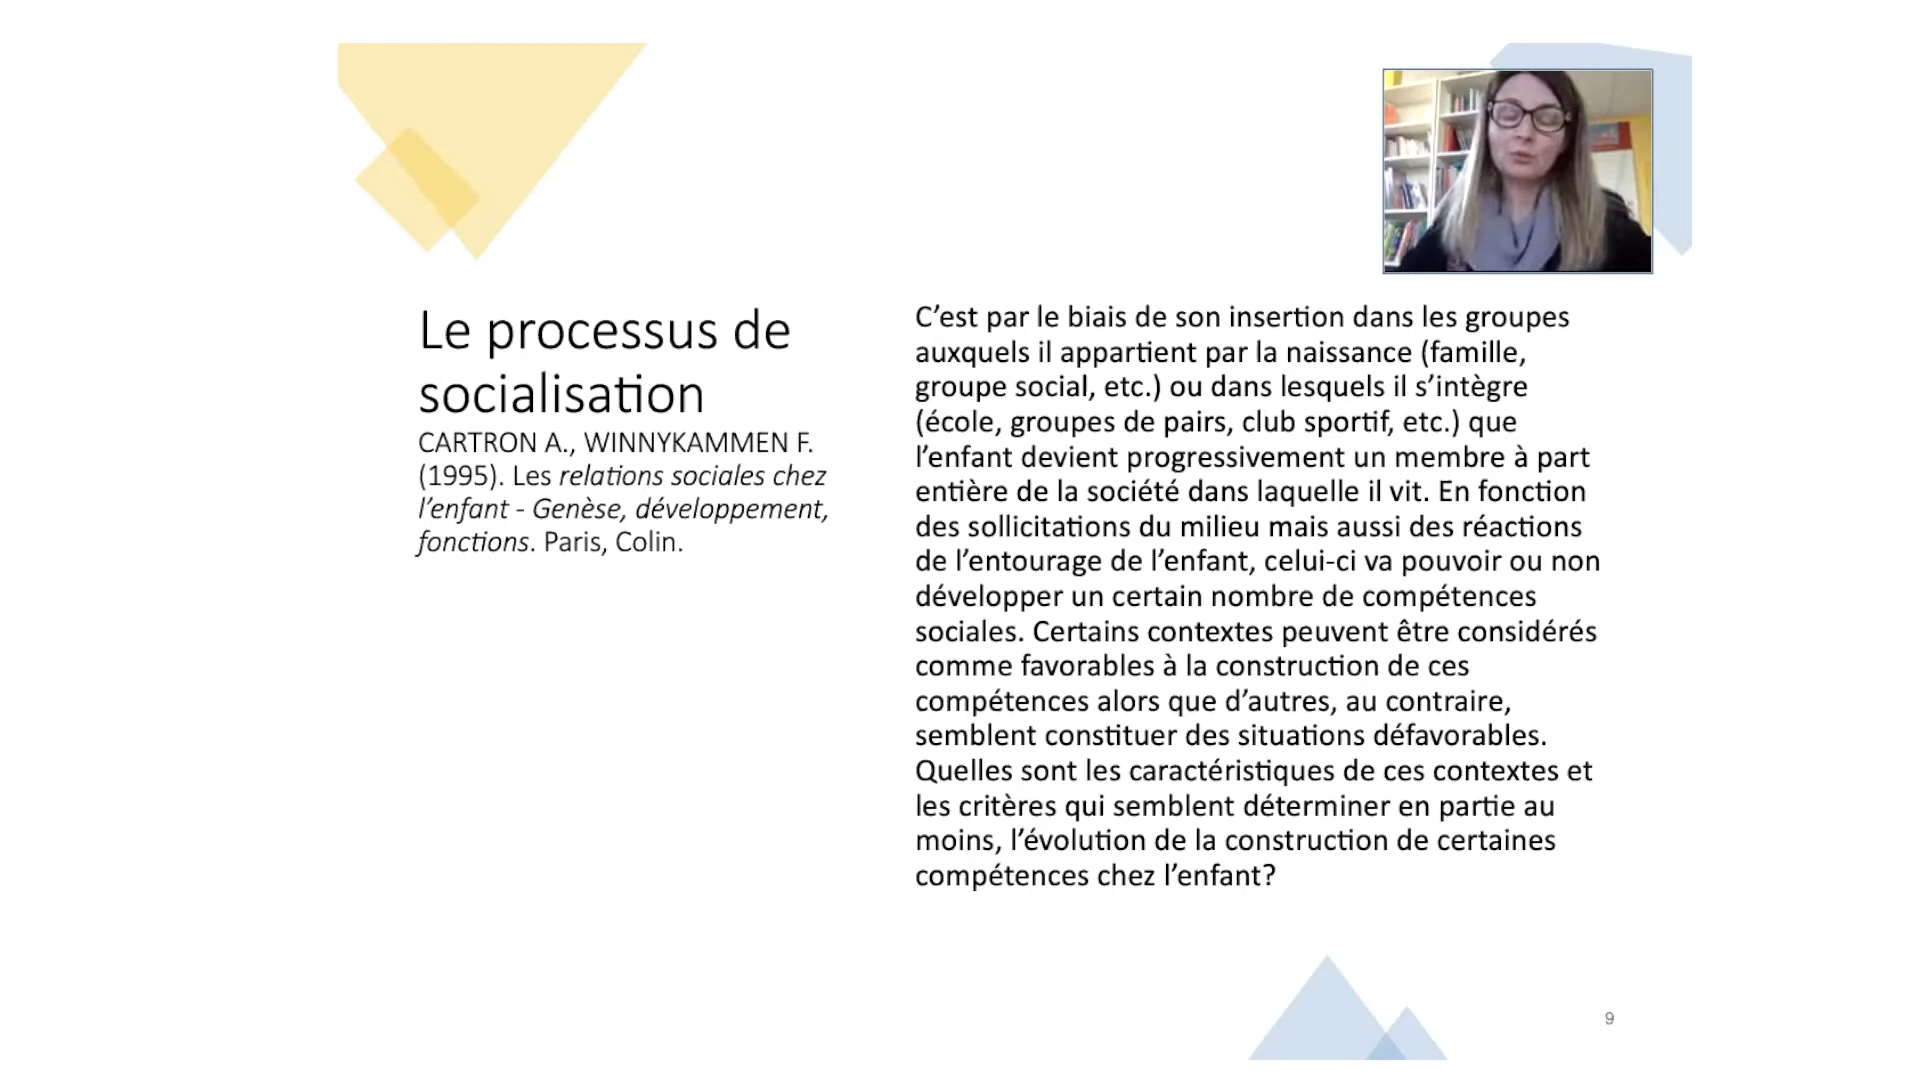 Le processus de
socialisation
CARTRON A., WINNYKAMMEN F.
(1995). Les relations sociales chez
l’enfant - Genèse, développement,
fonctions. Paris, Colin.
C’est par le biais de son insertion dans les groupes
auxquels il appartient par la naissance (famille,
groupe social, etc.) ou dans lesquels il s’intègre
(école, groupes de pairs, club sportif, etc.) que
l’enfant devient progressivement un membre à part
entière de la société dans laquelle il vit. En fonction
des sollicitations du milieu mais aussi des réactions
de l’entourage de l’enfant, celui-ci va pouvoir ou non
développer un certain nombre de compétences
sociales. Certains contextes peuvent être considérés
comme favorables à la construction de ces
compétences alors que d’autres, au contraire,
semblent constituer des situations défavorables.
Quelles sont les caractéristiques de ces contextes et
les critères qui semblent déterminer en partie au
moins, l’évolution de la construction de certaines
compétences chez l’enfant?
9